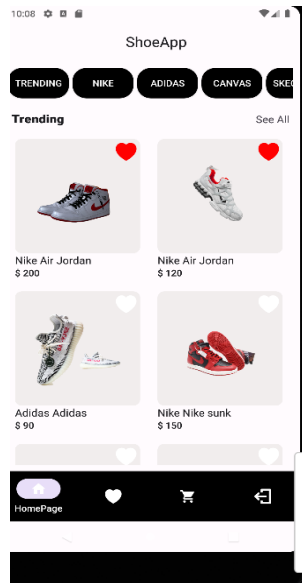 10:08
ShoeApp
TRENDING NIKE ADIDAS CANVAS SKEC
Trending See All
Nike Air Jordan Nike Air Jordan
$ 200 $ 120
Adidas Adidas Nike Nike sunk
$ 90 $ 150
HomePage